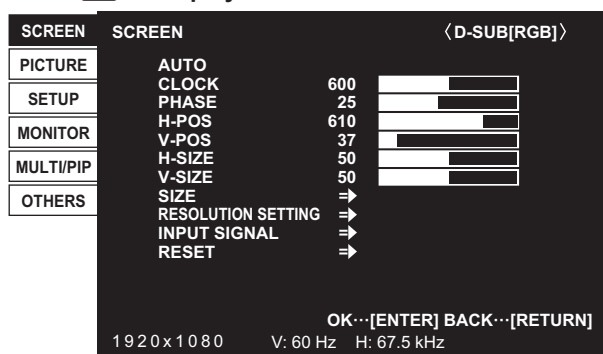 SCREEN
PICTURE
SETUP
MONITOR
MULTI/PIP
OTHERS
SCREEN 〈D-SUB[RGB]〉
AUTO
CLOCK 600
PHASE 25
H-POS 610
V-POS 37
H-SIZE 50
V-SIZE 50
SIZE
RESOLUTION SETTING
INPUT SIGNAL
RESET
OK···[ENTER] BACK···[RETURN]
1920x1080 V: 60 Hz H: 67.5 kHz